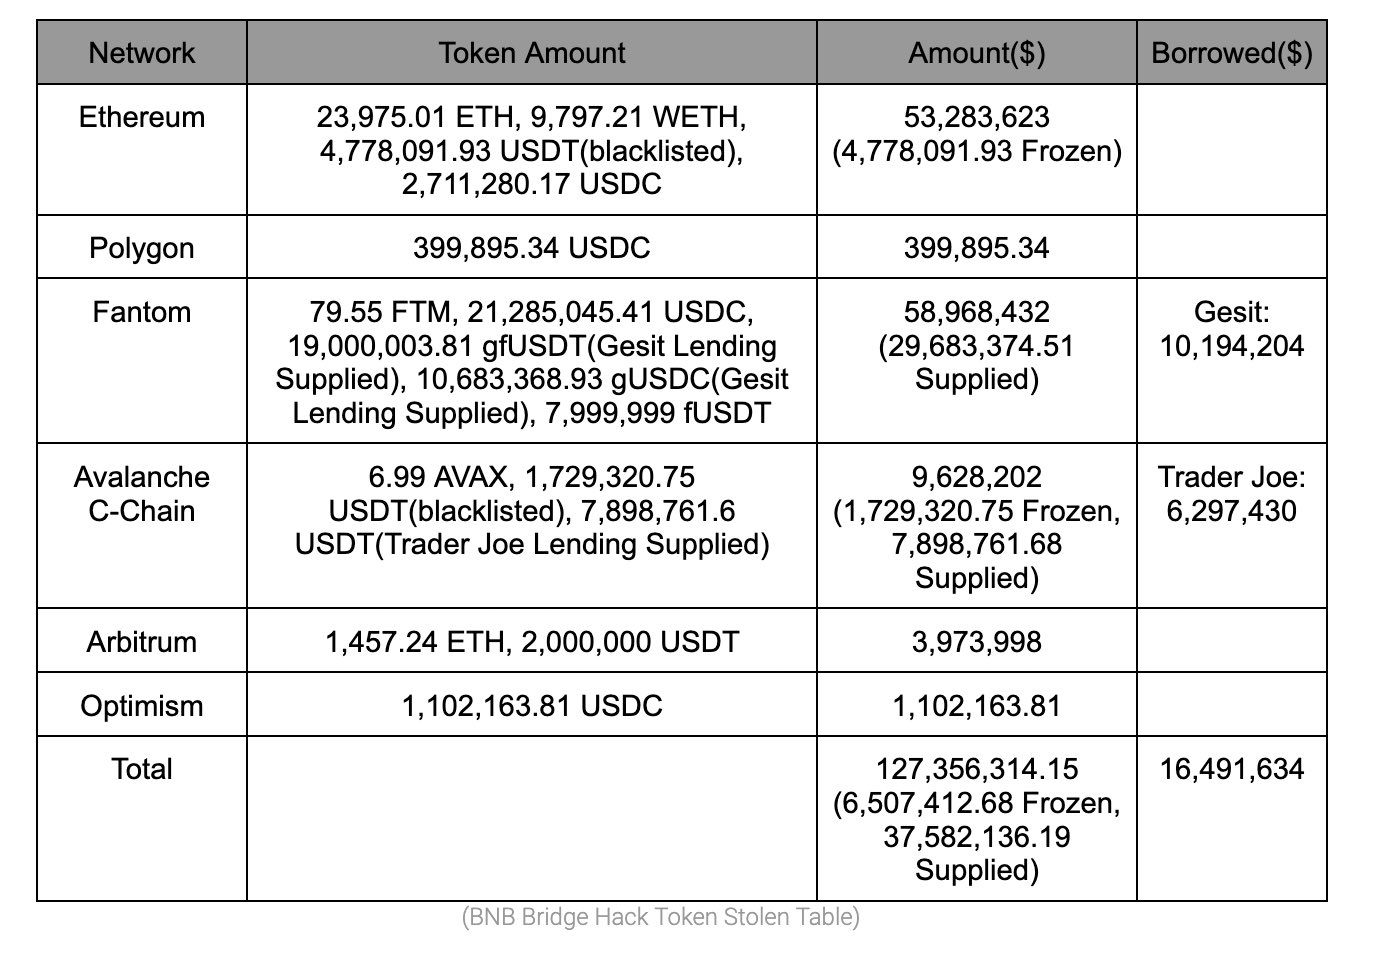 Network Token Amount Amount($) Borrowed($)
Ethereum 23,975.01 ETH, 9,797.21 WETH, 53,283,623
4,778,091.93 USDT(blacklisted), (4,778,091.93 Frozen)
2,711,280.17 USDC
Polygon 399,895.34 USDC 399,895.34
Fantom 79.55 FTM, 21,285,045.41 USDC, 58,968,432 Gesit:
19,000,003.81 gfUSDT(Gesit Lending (29,683,374.51 10,194,204
Supplied), 10,683,368.93 gUSDC(Gesit Supplied)
Lending Supplied), 7,999,999 fUSDT
Avalanche 6.99 AVAX, 1,729,320.75 9,628,202 Trader Joe:
C-Chain USDT(blacklisted), 7,898,761.6 (1,729,320.75 Frozen, 6,297,430
USDT(Trader Joe Lending Supplied) 7,898,761.68
Supplied)
Arbitrum 1,457.24 ETH, 2,000,000 USDT 3,973,998
Optimism 1,102,163.81 USDC 1,102,163.81
Total 127,356,314.15 16,491,634
(6,507,412.68 Frozen,
37,582,136.19
Supplied)
(BNB Bridge Hack Token Stolen Table)